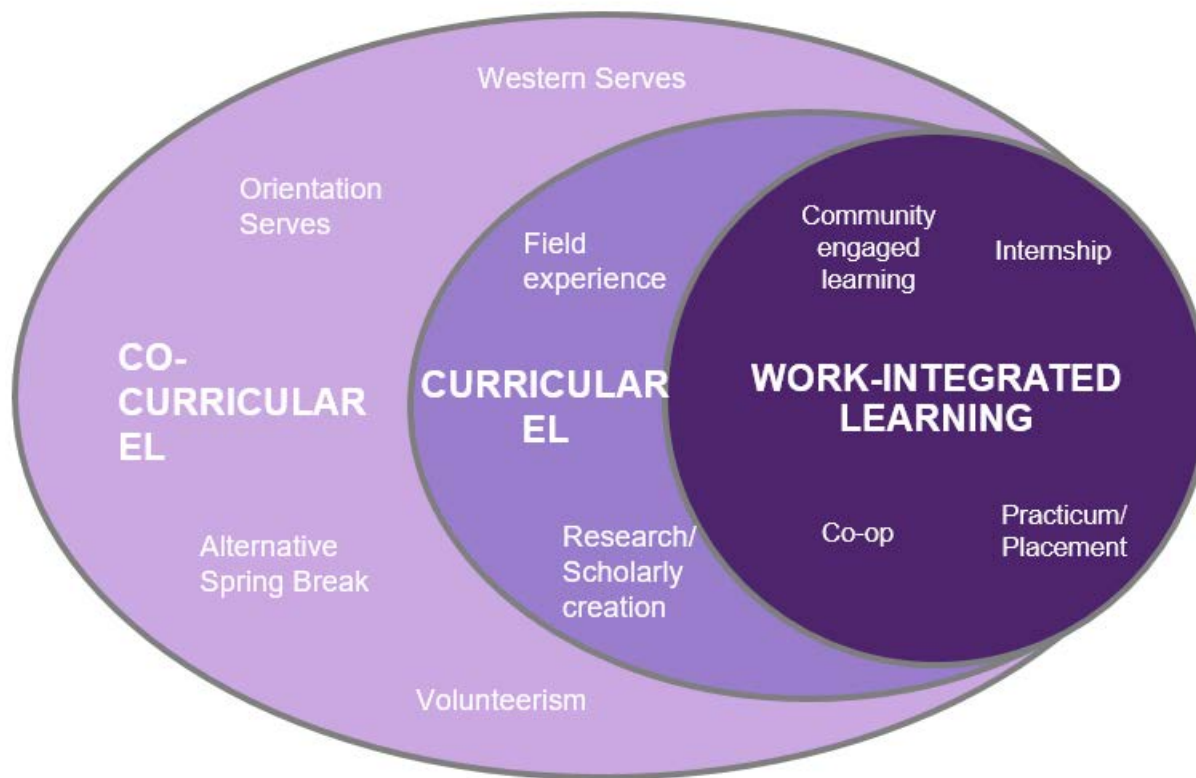 Western Serves
Orientation
Serves
Field
experience
Community
engaged
learning
Internship
CO-
CURRICULAR
EL
CURRICULAR
EL
WORK-INTEGRATED
LEARNING
Alternative
Spring Break
Research/
Scholarly
creation
Co-op
Practicum/
Placement
Volunteerism